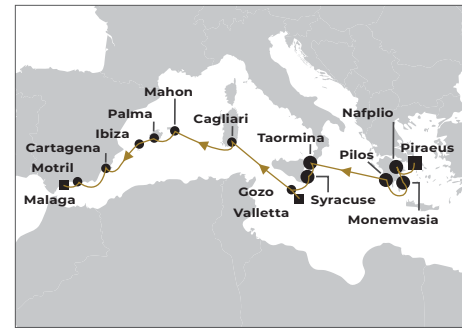 Mahon
Palma
Cagliari
Nafplio
Ibiza
Taormina
Piraeus
Cartagena
Pilos
Motril
Gozo
Malaga
Syracuse
Valletta
Monemvasia